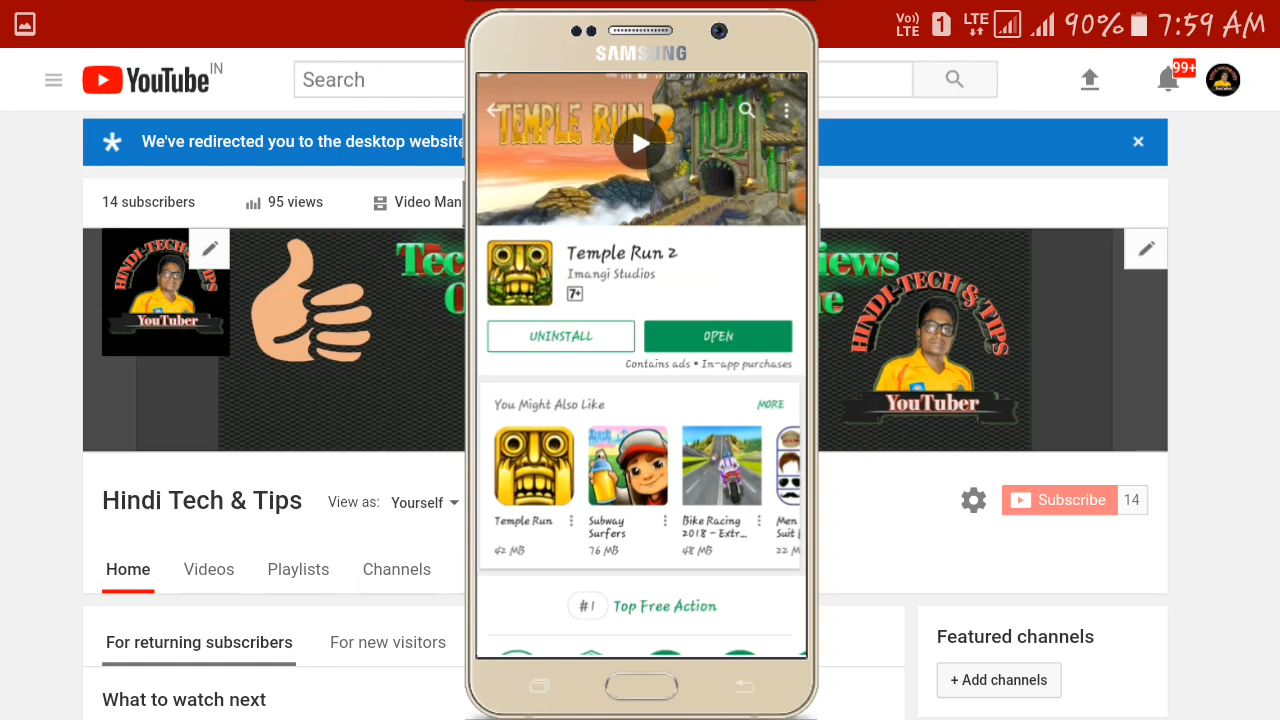 Vo) LTE 1 LTE 90% 7:59 AM
YouTube IN
Search
99+
We've redirected you to the desktop website
14 subscribers
95 views
Video Man
HINDI-TECH & TIPS
YouTuber
Tec
O
iews
e
HINDI-TECH & TIPS
YouTuber
Hindi Tech & Tips
View as: Yourself
Subscribe 14
Home Videos Playlists Channels
For returning subscribers For new visitors
What to watch next
Featured channels
+ Add channels
SAMSUNG
TEMPLE RUN 2
Temple Run 2
Imangi Studios
7+
UNINSTALL OPEN
Contains ads • In-app purchases
You Might Also Like MORE
Temple Run
42 MB
Subway
Surfers
76 MB
Bike Racing
2018 - Extr...
48 MB
Men
Suit
22 M
#1 Top Free Action